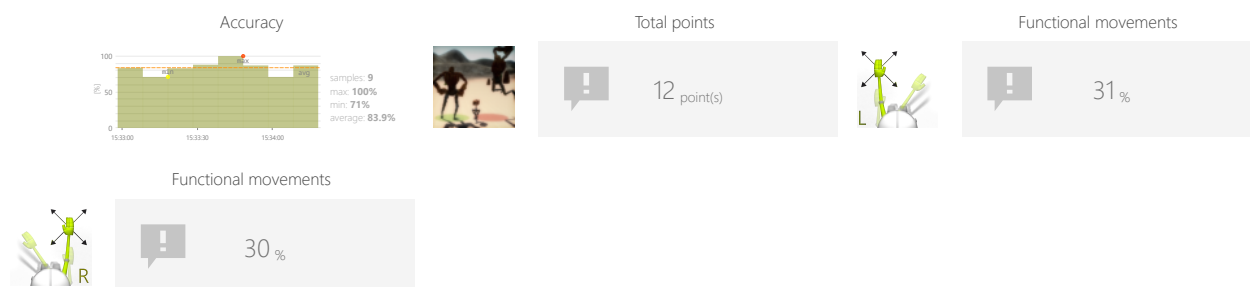 Accuracy
100
50
0
[%]
min
max
avg
15:33:00
15:33:30
15:34:00
samples: 9
max: 100%
min: 71%
average: 83.9%
Total points
12 point(s)
Functional movements
L
31 %
Functional movements
R
30 %